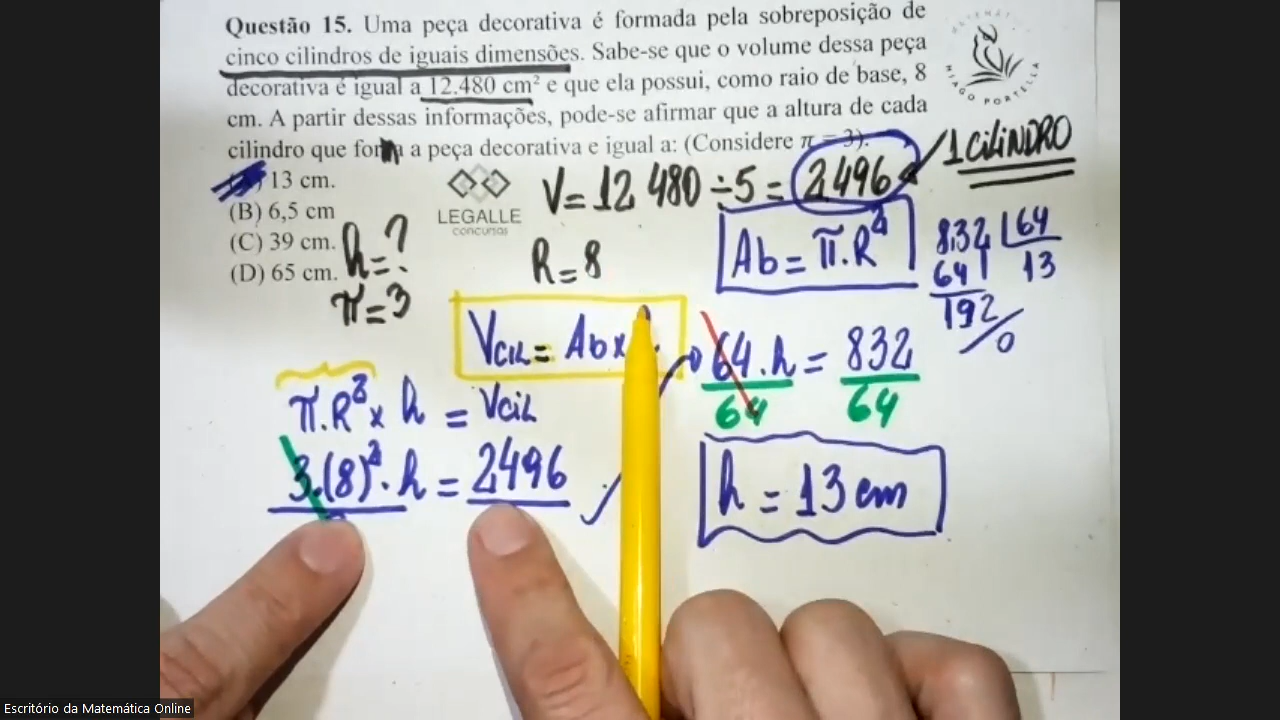 Questão 15. Uma peça decorativa é formada pela sobreposição de
cinco cilindros de iguais dimensões. Sabe-se que o volume dessa peça
decorativa é igual a 12.480 cm² e que ela possui, como raio de base, 8
cm. A partir dessas informações, pode-se afirmar que a altura de cada
cilindro que forma a peça decorativa e igual a: (Considere π = 3).
1 CILINDRO
13 cm.
(B) 6,5 cm
(C) 39 cm.
(D) 65 cm.
h = ?
π = 3
LEGALLE
concursos
V = 12 480 ÷ 5 = 2496
R = 8
Ab = π.R²
832 64
64 13
192
0
Vcil = Ab x
64.h = 832
64 64
π.R² x h = Vcil
3.(8)².h = 2496
h = 13 cm
HIAGO PORTELLA
Escritório da Matemática Online